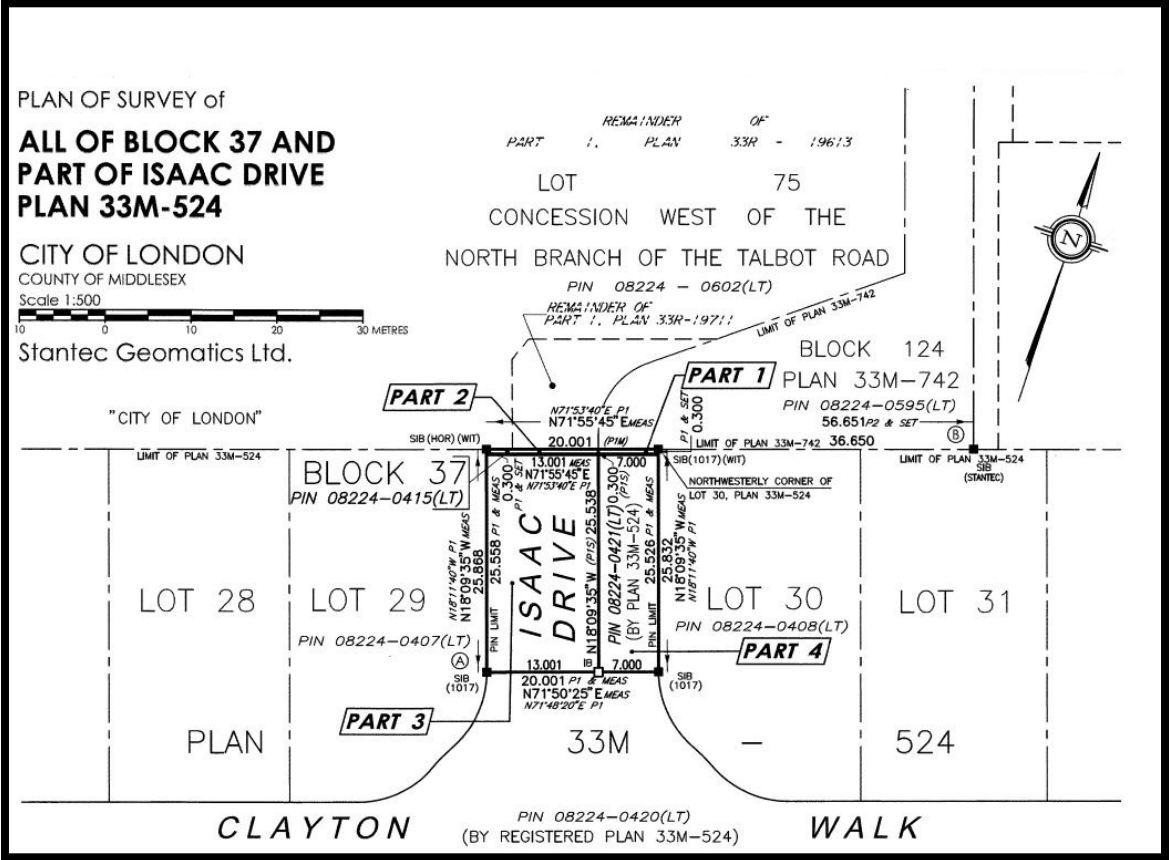 PLAN OF SURVEY of
ALL OF BLOCK 37 AND
PART OF ISAAC DRIVE
PLAN 33M-524
CITY OF LONDON
COUNTY OF MIDDLESEX
Scale 1:500
10 0 10 20 30 METRES
Stantec Geomatics Ltd.
"CITY OF LONDON"
REMAINDER OF
PART 1, PLAN 33R - 19613
LOT 75
CONCESSION WEST OF THE
NORTH BRANCH OF THE TALBOT ROAD
PIN 08224 - 0602(LT)
REMAINDER OF
PART 1, PLAN 33R-19711
LIMIT OF PLAN 33M-742
N
BLOCK 124
PLAN 33M-742
PIN 08224-0595(LT)
56.651 P2 & SET
B
PART 1
PART 2
N71°53'40"E P1
N71°55'45"E MEAS
20.001 (P1M)
P1 & SET
0.300
LIMIT OF PLAN 33M-742 36.650
SIB (HOR) (WIT)
LIMIT OF PLAN 33M-524
LIMIT OF PLAN 33M-524
SIB
(STANTEC)
13.001 MEAS 7.000
N71°55'45"E
N71°53'40"E P1
SIB(1017)(WIT)
NORTHWESTERLY CORNER OF
LOT 30, PLAN 33M-524
BLOCK 37
PIN 08224-0415(LT)
0.300
P1 & SET
N18°11'40"W P1
N18°09'35"W MEAS
25.868
25.558 P1 & MEAS
PIN LIMIT
ISAAC
DRIVE
N18°09'35"W (P1S) 25.538
PIN 08224-0421(LT)
0.300
(P1S)
(BY PLAN 33M-524)
25.526 P1 & MEAS
PIN LIMIT
25.832
N18°09'35"W MEAS
N18°11'40"W P1
LOT 28
LOT 29
PIN 08224-0407(LT)
LOT 30
PIN 08224-0408(LT)
LOT 31
PART 4
A
SIB
(1017)
13.001 IB 7.000
20.001 P1 & MEAS
N71°50'25"E MEAS
N71°48'20"E P1
SIB
(1017)
PART 3
PLAN 33M - 524
PIN 08224-0420(LT)
(BY REGISTERED PLAN 33M-524)
CLAYTON WALK